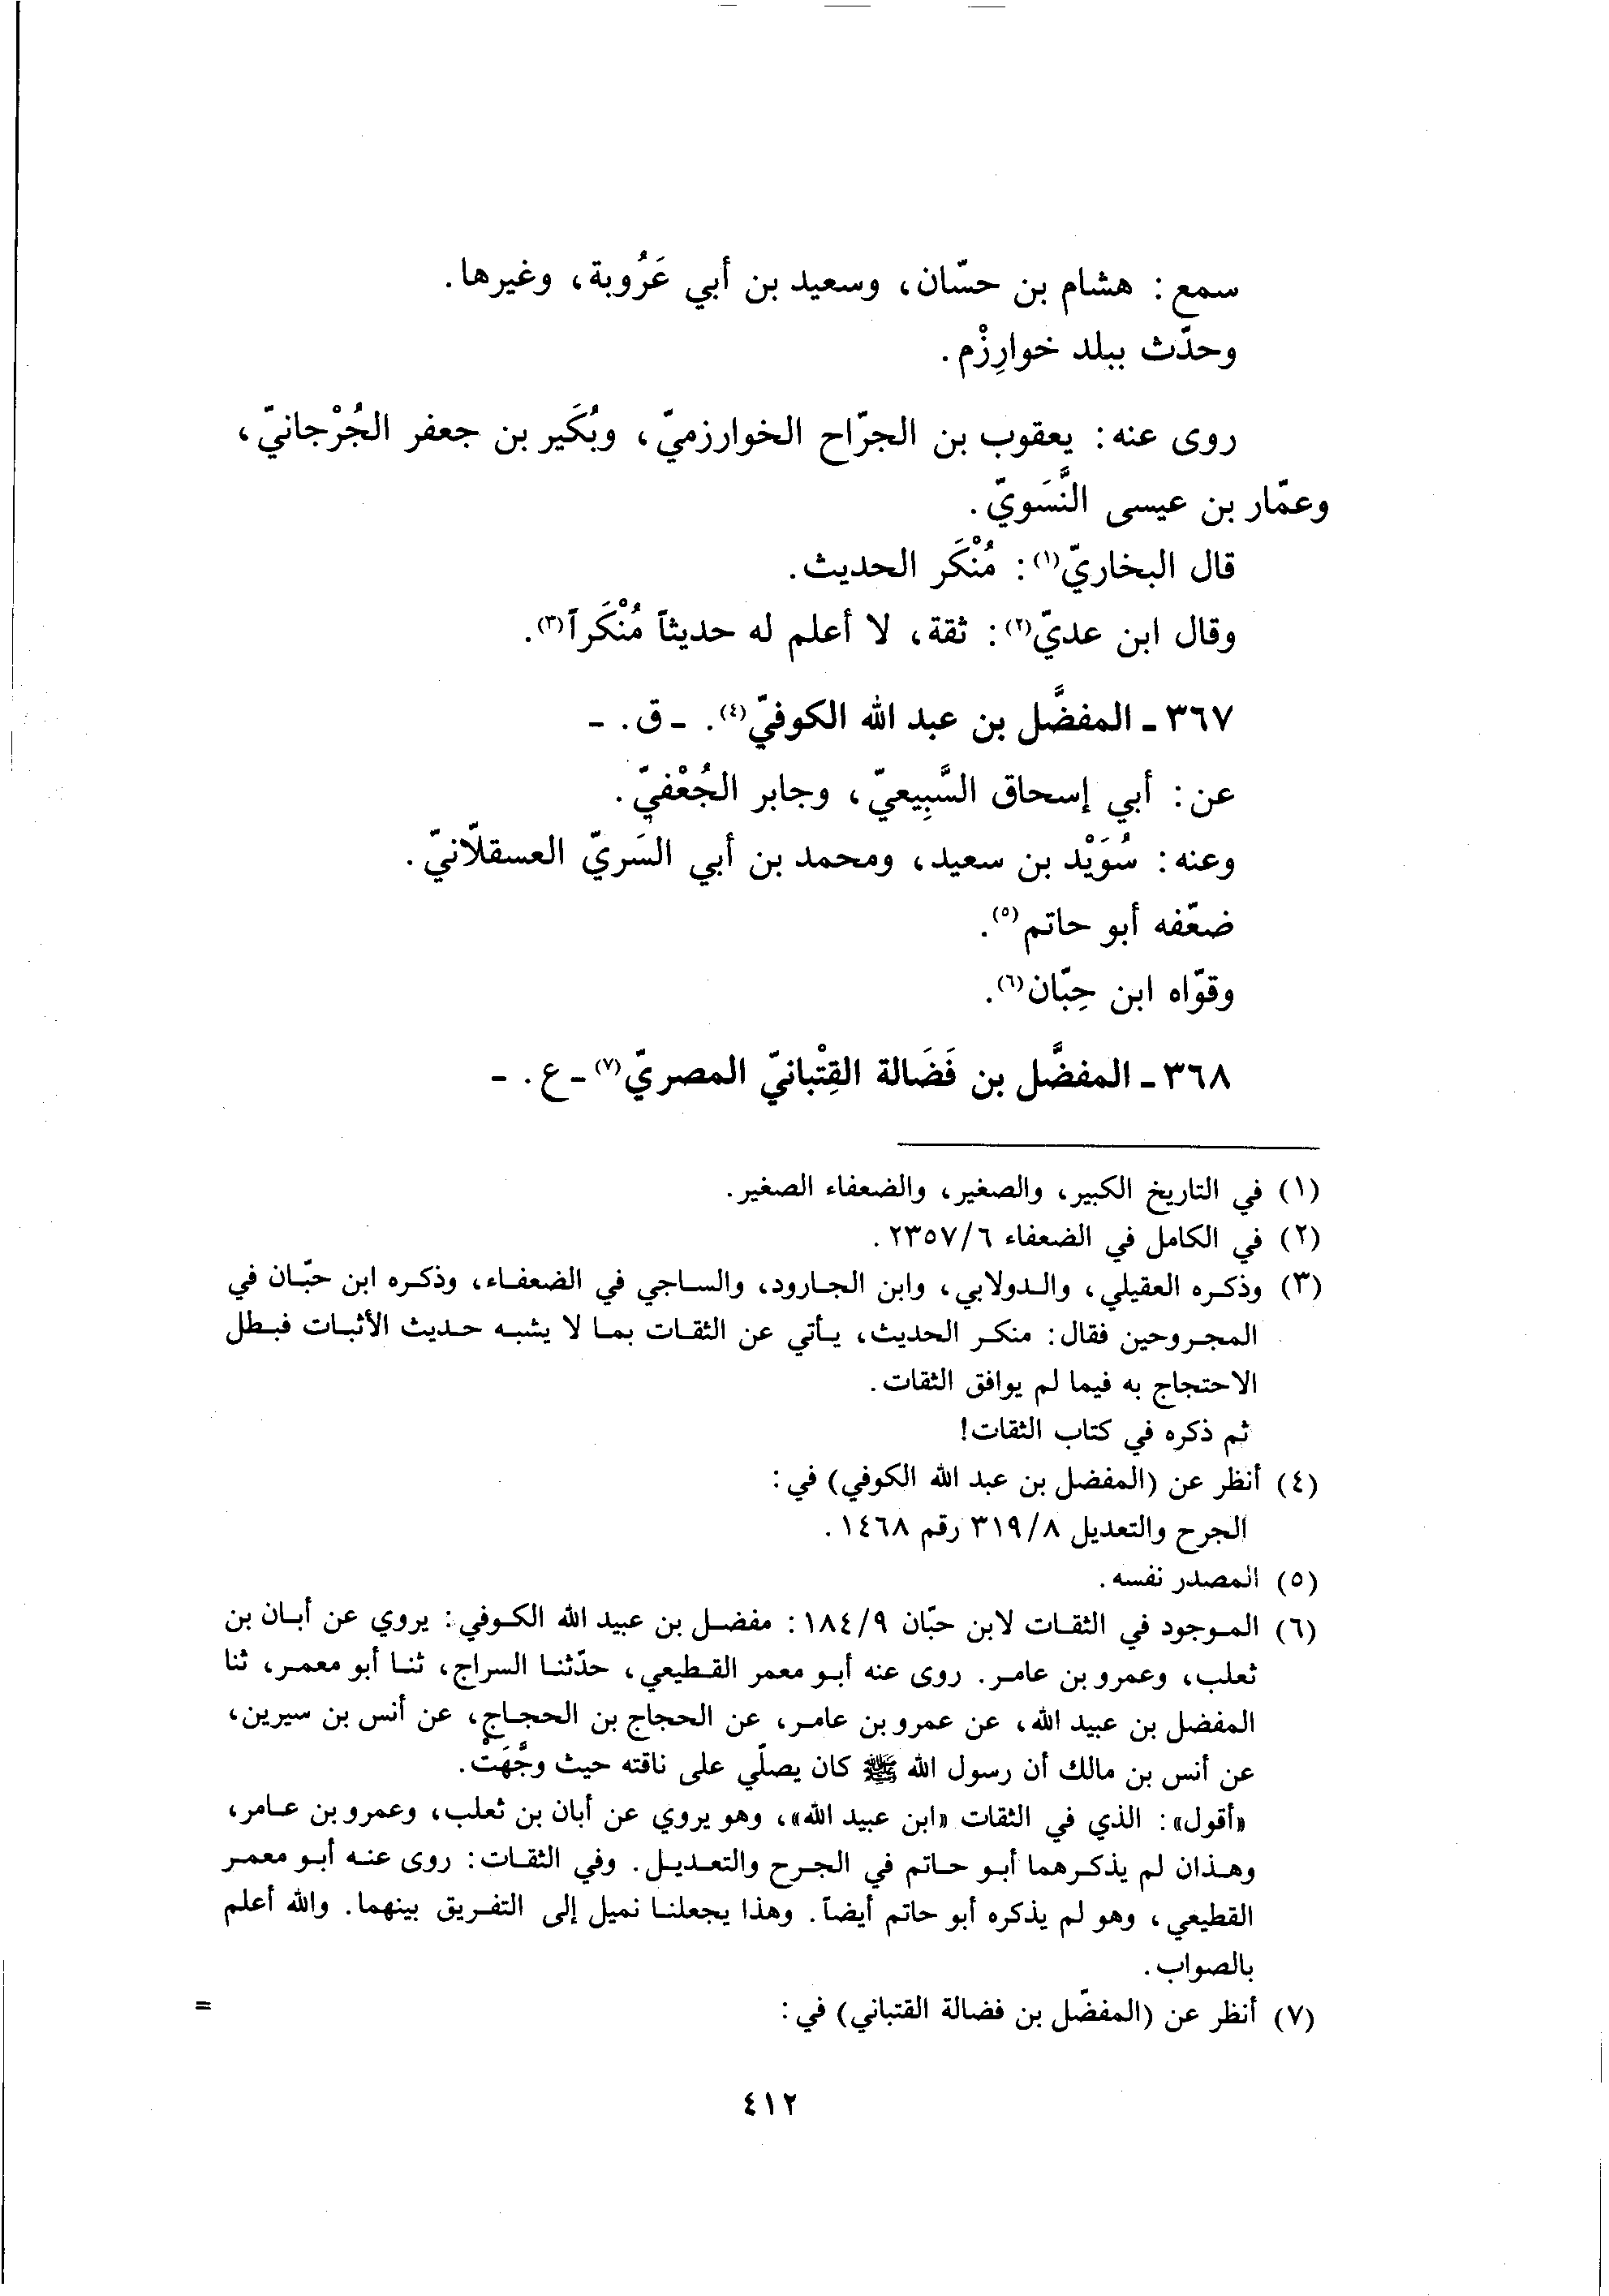 سمع: هشام بن حسّان، وسعيد بن أبي عَرُوبة، وغيرها.
وحدّث ببلد خوارِزْم.
روى عنه: يعقوب بن الجرّاح الخوارزميّ، وبُكَير بن جعفر الجُرْجانيّ،
وعمّار بن عيسى النَّسَويّ.
قال البخاريّ(١): مُنْكَر الحديث.
وقال ابن عديّ(٢): ثقة، لا أعلم له حديثاً مُنْكَراً(٣).
٣٦٧ ـ المفضَّل بن عبد الله الكوفيّ(٤). ـ ق. ـ
عن: أبي إسحاق السَّبِيعيّ، وجابر الجُعْفيّ.
وعنه: سُوَيْد بن سعيد، ومحمد بن أبي السَريّ العسقلّانيّ.
ضعّفه أبو حاتم(٥).
وقوّاه ابن حِبّان(٦).
٣٦٨ ـ المفضَّل بن فَضَالة القِتْبانيّ المصريّ(٧) ـ ع. ـ
(١) في التاريخ الكبير، والصغير، والضعفاء الصغير.
(٢) في الكامل في الضعفاء ٢٣٥٧/٦.
(٣) وذكره العقيلي، والدولابي، وابن الجارود، والساجي في الضعفاء، وذكره ابن حبّان في
المجروحين فقال: منكر الحديث، يأتي عن الثقات بما لا يشبه حديث الأثبات فبطل
الاحتجاج به فيما لم يوافق الثقات.
ثم ذكره في كتاب الثقات!
(٤) أنظر عن (المفضل بن عبد الله الكوفي) في:
الجرح والتعديل ٣١٩/٨ رقم ١٤٦٨.
(٥) المصدر نفسه.
(٦) الموجود في الثقات لابن حبّان ١٨٤/٩: مفضل بن عبيد الله الكوفي: يروي عن أبان بن
ثعلب، وعمرو بن عامر. روى عنه أبو معمر القطيعي، حدّثنا السراج، ثنا أبو معمر، ثنا
المفضل بن عبيد الله، عن عمرو بن عامر، عن الحجاج بن الحجاج، عن أنس بن سيرين،
عن أنس بن مالك أن رسول الله ﷺ كان يصلّي على ناقته حيث وجَّهَتْ.
«أقول»: الذي في الثقات «ابن عبيد الله»، وهو يروي عن أبان بن ثعلب، وعمرو بن عامر،
وهذان لم يذكرهما أبو حاتم في الجرح والتعديل. وفي الثقات: روى عنه أبو معمر
القطيعي، وهو لم يذكره أبو حاتم أيضاً. وهذا يجعلنا نميل إلى التفريق بينهما. والله أعلم
بالصواب.
(٧) أنظر عن (المفضّل بن فضالة القتباني) في: =
٤١٢